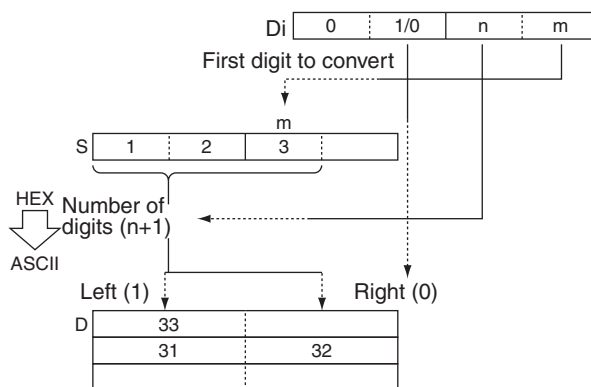 Di 0 1/0 n m
First digit to convert
m
S 1 2 3
HEX
Number of
digits (n+1)
ASCII
Left (1) Right (0)
D 33
31 32